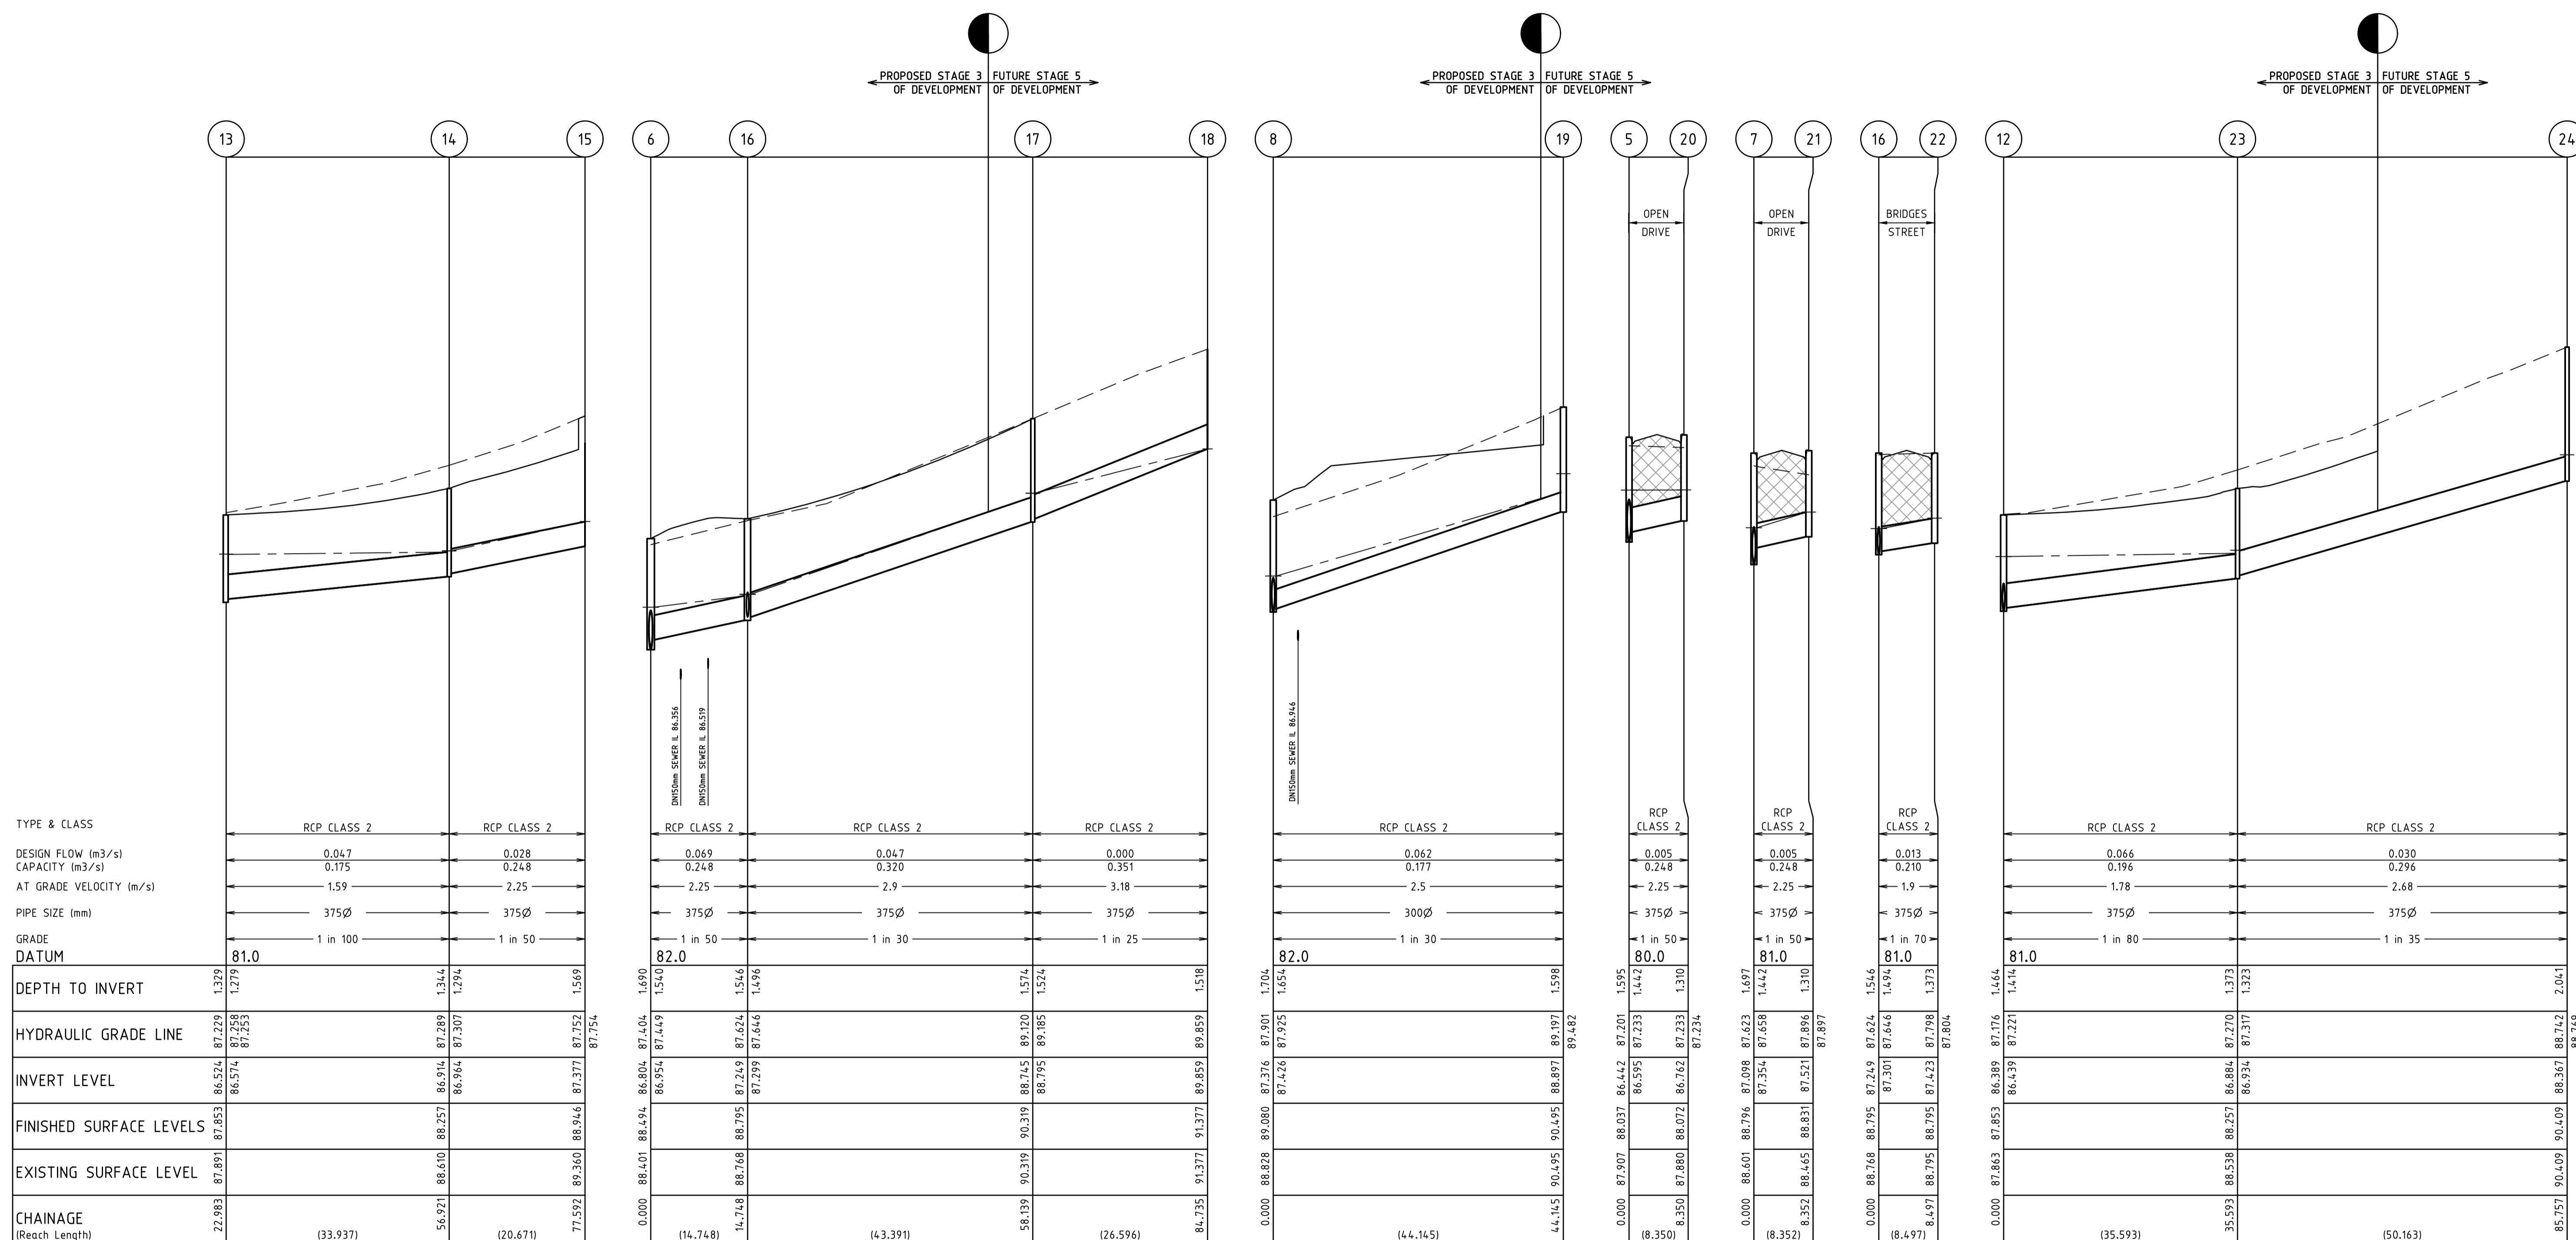 PROPOSED STAGE 3 FUTURE STAGE 5
OF DEVELOPMENT OF DEVELOPMENT
PROPOSED STAGE 3 FUTURE STAGE 5
OF DEVELOPMENT OF DEVELOPMENT
PROPOSED STAGE 3 FUTURE STAGE 5
OF DEVELOPMENT OF DEVELOPMENT
13 14 15 6 16 17 18 8 19 5 20 7 21 16 22 12 23 24
OPEN DRIVE
OPEN DRIVE
BRIDGES STREET
DN150mm SEWER IL 86.356
DN150mm SEWER IL 86.519
DN150mm SEWER IL 86.946
TYPE & CLASS RCP CLASS 2 RCP CLASS 2 RCP CLASS 2 RCP CLASS 2 RCP CLASS 2 RCP CLASS 2 RCP CLASS 2 RCP CLASS 2 RCP CLASS 2 RCP CLASS 2 RCP CLASS 2
DESIGN FLOW (m3/s) 0.047 0.028 0.069 0.047 0.000 0.062 0.005 0.005 0.013 0.066 0.030
CAPACITY (m3/s) 0.175 0.248 0.248 0.320 0.351 0.177 0.248 0.248 0.210 0.196 0.296
AT GRADE VELOCITY (m/s) 1.59 2.25 2.25 2.9 3.18 2.5 2.25 2.25 1.9 1.78 2.68
PIPE SIZE (mm) 375Ø 375Ø 375Ø 375Ø 375Ø 300Ø 375Ø 375Ø 375Ø 375Ø 375Ø
GRADE 1 in 100 1 in 50 1 in 50 1 in 30 1 in 25 1 in 30 1 in 50 1 in 50 1 in 70 1 in 80 1 in 35
DATUM 81.0 82.0 82.0 80.0 81.0 81.0 81.0
DEPTH TO INVERT 1.329 1.279 1.344 1.294 1.569 1.690 1.540 1.546 1.496 1.574 1.524 1.518 1.704 1.654 1.598 1.595 1.442 1.310 1.697 1.442 1.310 1.546 1.494 1.373 1.464 1.414 1.373 1.323 2.041
HYDRAULIC GRADE LINE 87.229 87.258 87.253 87.289 87.307 87.752 87.754 87.404 87.449 87.624 87.646 89.120 89.185 89.859 87.901 87.925 89.197 89.482 87.201 87.233 87.233 87.234 87.623 87.658 87.896 87.897 87.624 87.646 87.798 87.804 87.176 87.221 87.270 87.317 88.742
INVERT LEVEL 86.524 86.574 86.914 86.964 87.377 86.804 86.954 87.249 87.299 88.745 88.795 89.859 87.376 87.426 88.897 86.442 86.595 86.762 87.098 87.354 87.521 87.249 87.301 87.423 86.389 86.439 86.884 86.934 88.367
FINISHED SURFACE LEVELS 87.853 88.257 88.946 88.494 88.795 90.319 91.377 89.080 90.495 88.037 88.072 88.796 88.831 88.795 88.795 87.853 88.257 90.409
EXISTING SURFACE LEVEL 87.891 88.610 89.360 88.401 88.768 90.319 91.377 88.828 90.495 87.907 87.880 88.601 88.465 88.768 88.795 87.863 88.538 90.409
CHAINAGE 22.983 56.921 77.592 0.000 14.748 58.139 84.735 0.000 44.145 0.000 8.350 0.000 8.352 0.000 8.497 0.000 35.593 85.757
(Reach Length) (33.937) (20.671) (14.748) (43.391) (26.596) (44.145) (8.350) (8.352) (8.497) (35.593) (50.163)